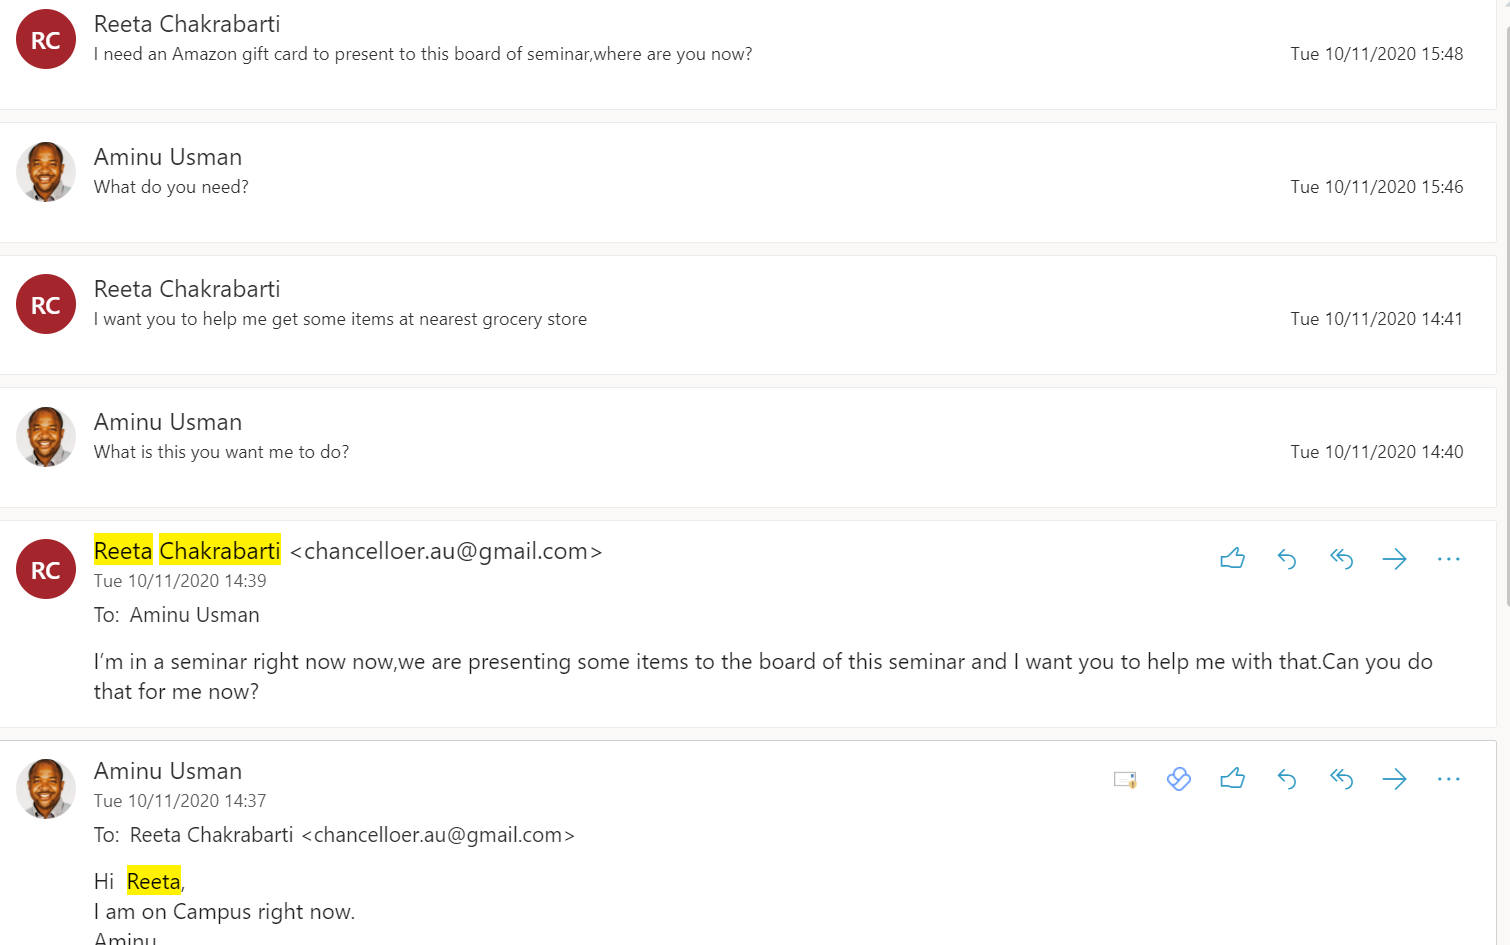 RC
Reeta Chakrabarti
I need an Amazon gift card to present to this board of seminar,where are you now?
Tue 10/11/2020 15:48
Aminu Usman
What do you need?
Tue 10/11/2020 15:46
RC
Reeta Chakrabarti
I want you to help me get some items at nearest grocery store
Tue 10/11/2020 14:41
Aminu Usman
What is this you want me to do?
Tue 10/11/2020 14:40
RC
Reeta Chakrabarti <chancelloer.au@gmail.com>
Tue 10/11/2020 14:39
To: Aminu Usman
I’m in a seminar right now now,we are presenting some items to the board of this seminar and I want you to help me with that.Can you do
that for me now?
Aminu Usman
Tue 10/11/2020 14:37
To: Reeta Chakrabarti <chancelloer.au@gmail.com>
Hi Reeta,
I am on Campus right now.
Aminu